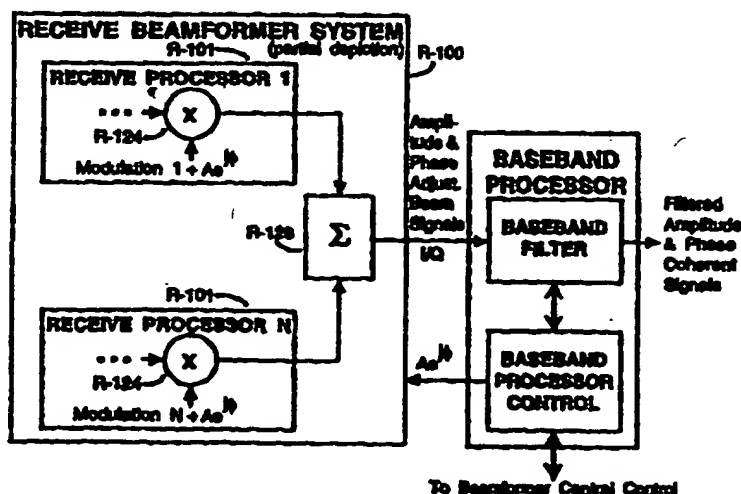 RECEIVE BEAMFORMER SYSTEM
(partial depiction)
R-101
R-100
RECEIVE PROCESSOR 1
X
R-124
Modulation 1 + Ae^jϕ
Σ
Ampli-
tude &
Phase
Adjust.
Beam
Signals
I/Q
BASEBAND
PROCESSOR
BASEBAND
FILTER
Filtered
Amplitude
& Phase
Coherent
Signals
R-101
RECEIVE PROCESSOR N
X
R-124
Modulation N + Ae^jϕ
Ae^jϕ
BASEBAND
PROCESSOR
CONTROL
To Beamformer Central Control